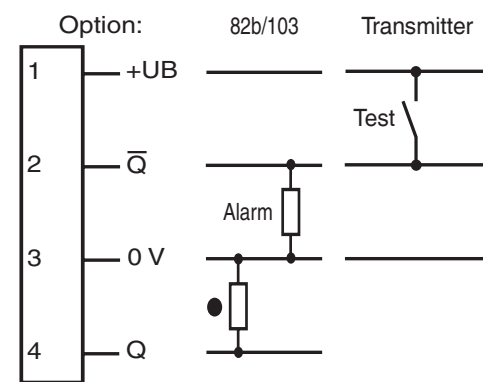 Option: 82b/103 Transmitter
1 +UB
Test
2 Q̅
Alarm
3 0 V
4 Q